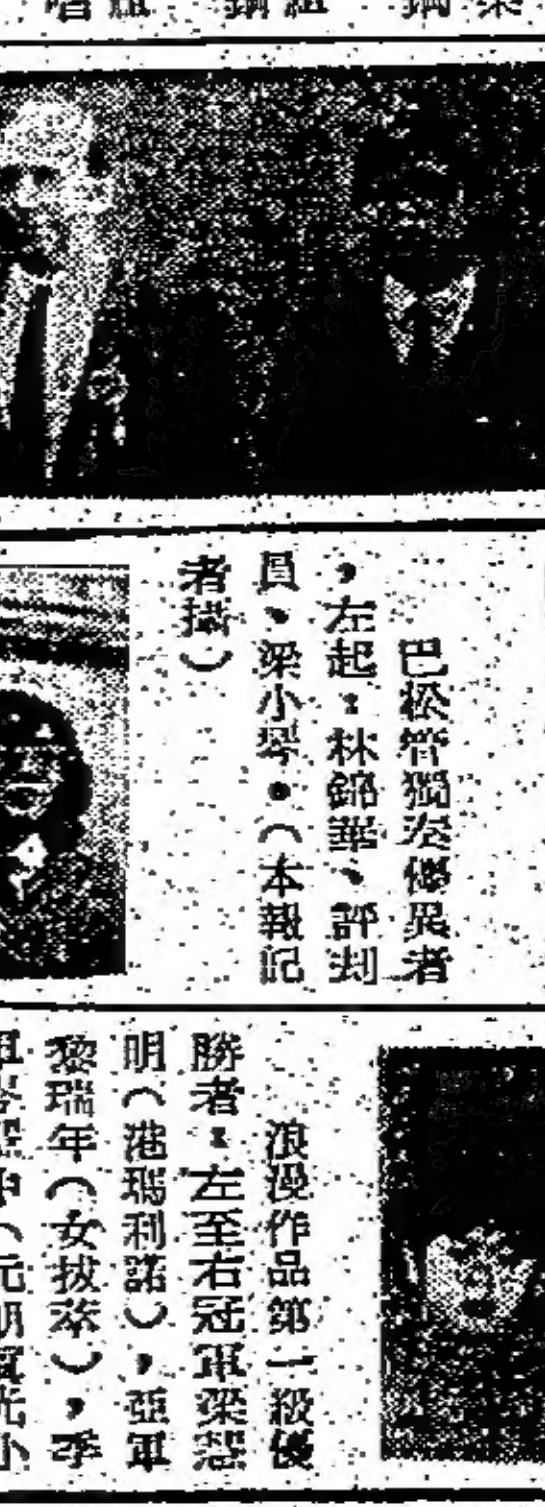 巴松管獨奏優異者
，左起：林錦華、評判
員、梁小琴。（本報記
者攝）
浪漫作品第一級優
勝者：左至右冠軍梁慧
明（港瑪利諾），亞軍
黎瑞年（女拔萃），季